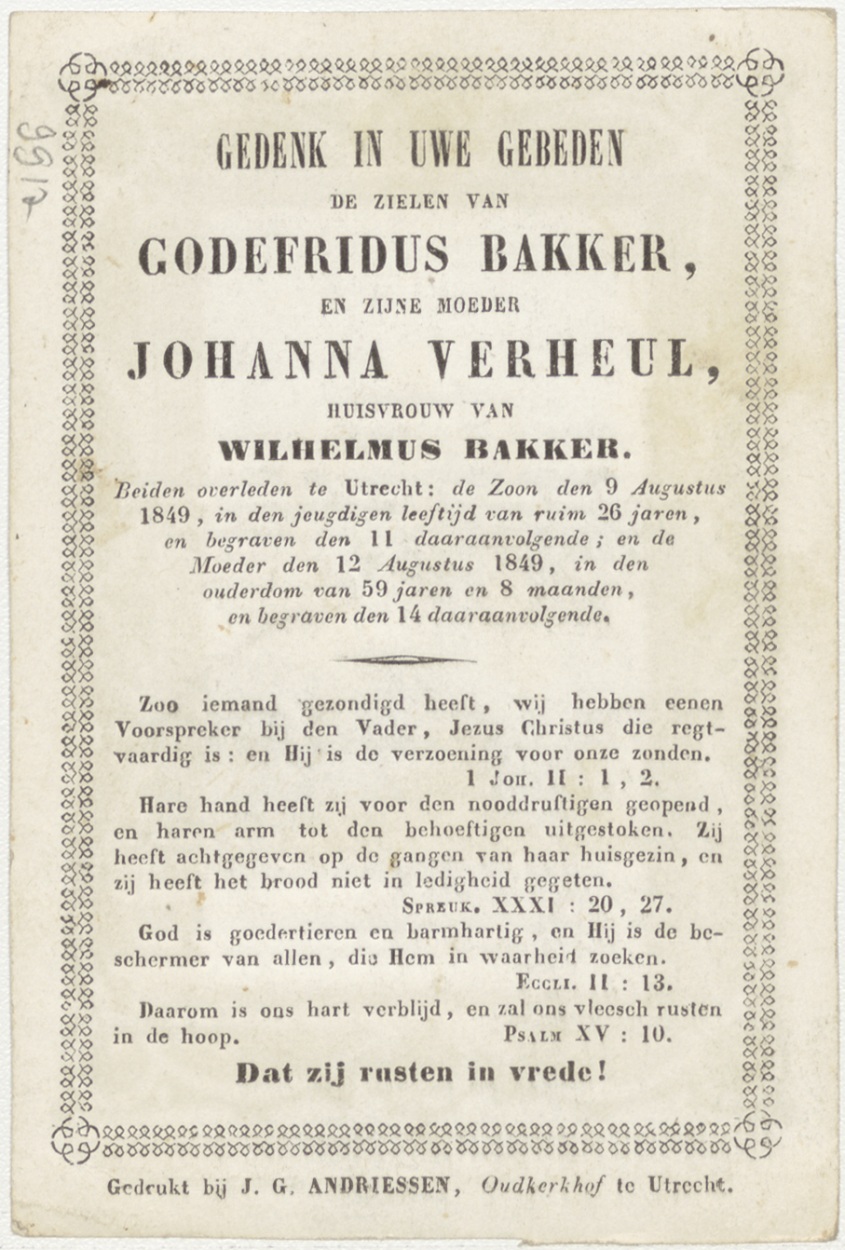 GEDENK IN UWE GEBEDEN
DE ZIELEN VAN
GODEFRIDUS BAKKER,
EN ZIJNE MOEDER
JOHANNA VERHEUL,
HUISVROUW VAN
WILHELMUS BAKKER.
Beiden overleden te Utrecht: de Zoon den 9 Augustus
1849, in den jeugdigen leeftijd van ruim 26 jaren,
en begraven den 11 daaraanvolgende; en de
Moeder den 12 Augustus 1849, in den
ouderdom van 59 jaren en 8 maanden,
en begraven den 14 daaraanvolgende.
Zoo iemand gezondigd heeft, wij hebben eenen
Voorspreker bij den Vader, Jezus Christus die regt-
vaardig is: en Hij is de verzoening voor onze zonden.
1 Joh. II : 1, 2.
Hare hand heeft zij voor den nooddruftigen geopend,
en haren arm tot den behoeftigen uitgestoken. Zij
heeft achtgegeven op de gangen van haar huisgezin, en
zij heeft het brood niet in ledigheid gegeten.
Spreuk. XXXI : 20, 27.
God is goedertieren en barmhartig, en Hij is de be-
schermer van allen, die Hem in waarheid zoeken.
Eccli. II : 13.
Daarom is ons hart verblijd, en zal ons vleesch rusten
in de hoop. Psalm XV : 10.
Dat zij rusten in vrede!
Gedrukt bij J. G. ANDRIESSEN, Oudkerkhof te Utrecht.